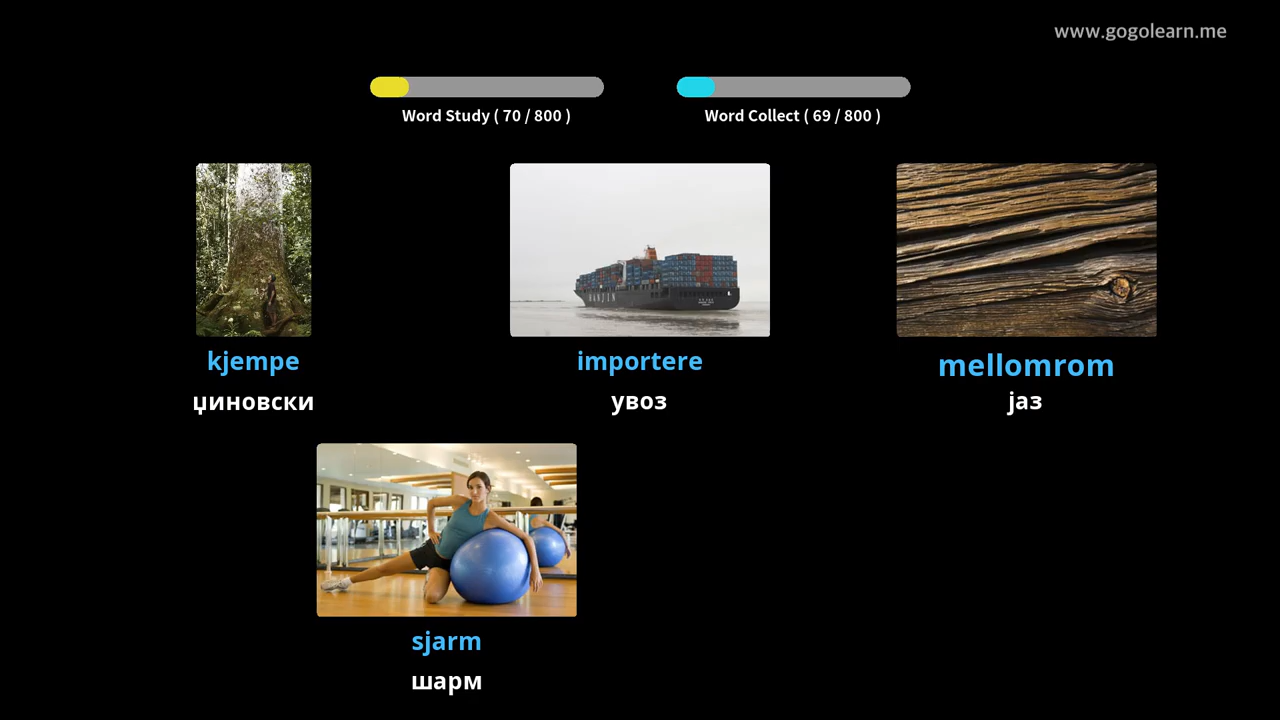 www.gogolearn.me
Word Study ( 70 / 800 )
Word Collect ( 69 / 800 )
kjempe
importere
mellomrom
џиновски
увоз
јаз
sjarm
шарм